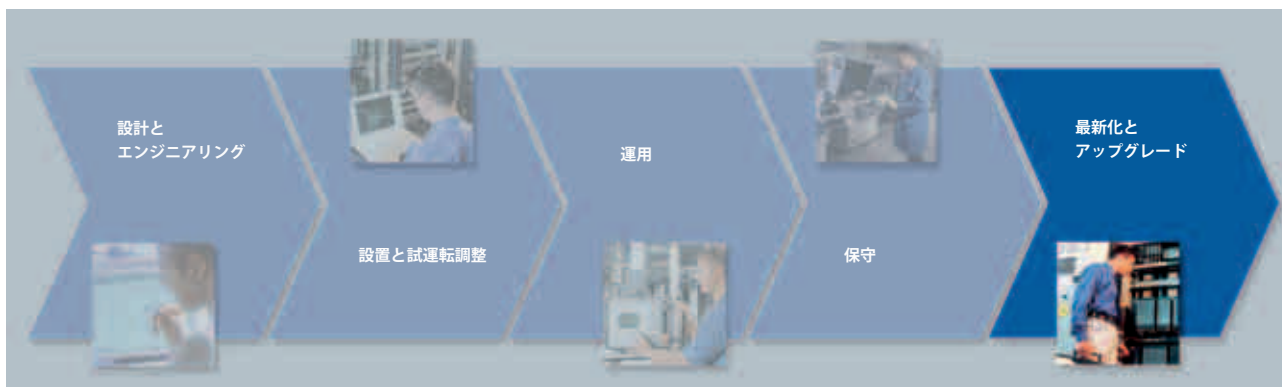 設計と
エンジニアリング
設置と試運転調整
運用
保守
最新化と
アップグレード